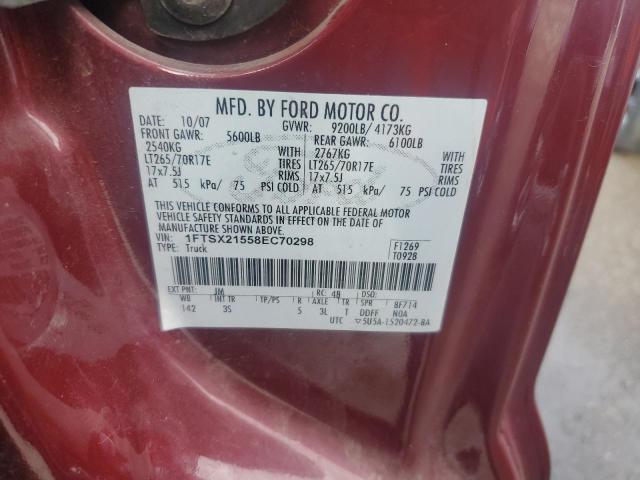 MFD. BY FORD MOTOR CO.
DATE: 10/07 GVWR: 9200LB/ 4173KG
FRONT GAWR: 5600LB REAR GAWR: 6100LB
2540KG WITH 2767KG WITH
LT265/70R17E TIRES LT265/70R17E TIRES
17x7.5J RIMS 17x7.5J RIMS
AT 515 kPa/ 75 PSI COLD AT 515 kPa/ 75 PSI COLD
THIS VEHICLE CONFORMS TO ALL APPLICABLE FEDERAL MOTOR
VEHICLE SAFETY STANDARDS IN EFFECT ON THE DATE OF
MANUFACTURE SHOWN ABOVE.
VIN: 1FTSX21558EC70298
TYPE: Truck
F1269
T0928
EXT PNT: JM RC: 48 DSO:
WB INT TR TP/PS R AXLE TR SPR 8F714
142 3S 5 3L T DDFF N0A
UTC ▽5U5A-1520472-BA